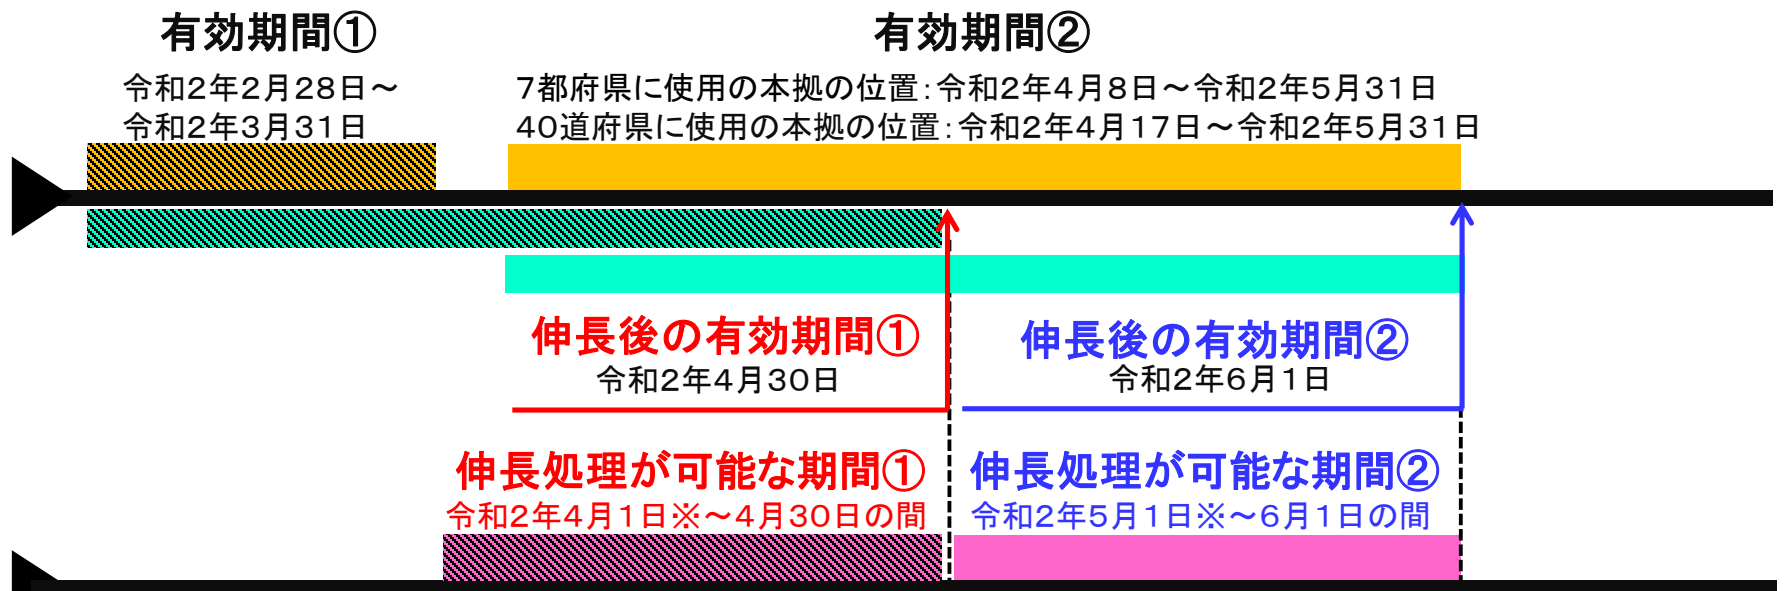 有効期間①
令和2年2月28日～
令和2年3月31日
有効期間②
7都府県に使用の本拠の位置：令和2年4月8日～令和2年5月31日
40道府県に使用の本拠の位置：令和2年4月17日～令和2年5月31日
伸長後の有効期間①
令和2年4月30日
伸長後の有効期間②
令和2年6月1日
伸長処理が可能な期間①
令和2年4月1日※～4月30日の間
伸長処理が可能な期間②
令和2年5月1日※～6月1日の間